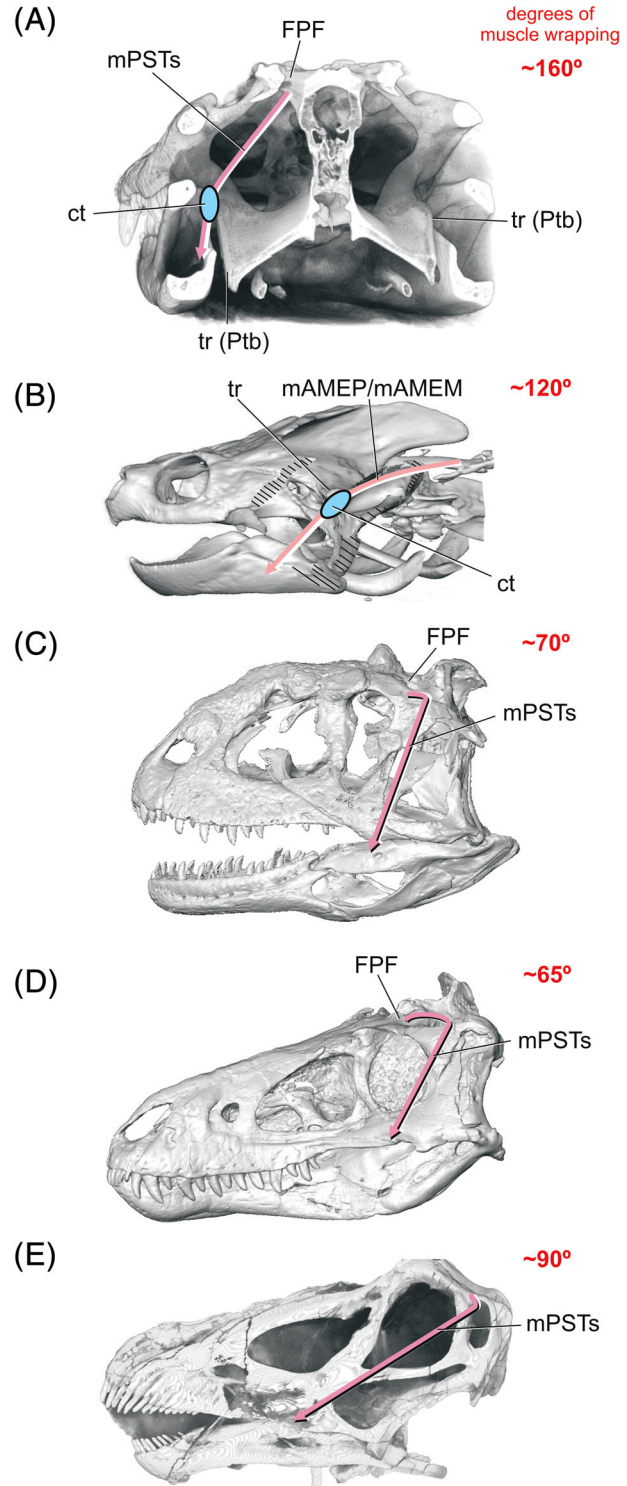 (A)
FPF
degrees of
muscle wrapping
mPSTs
~160º
ct
tr (Ptb)
tr (Ptb)
(B)
tr
mAMEP/mAMEM
~120º
ct
(C)
FPF
~70º
mPSTs
(D)
FPF
~65º
mPSTs
(E)
~90º
mPSTs